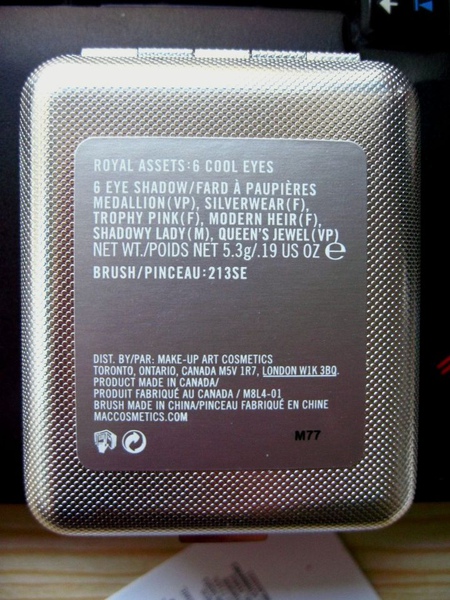 ROYAL ASSETS:6 COOL EYES
6 EYE SHADOW/FARD À PAUPIÈRES
MEDALLION(VP), SILVERWEAR(F),
TROPHY PINK(F), MODERN HEIR(F),
SHADOWY LADY(M), QUEEN'S JEWEL(VP)
NET WT./POIDS NET 5.3g/.19 US OZ ℮
BRUSH/PINCEAU:213SE
DIST. BY/PAR: MAKE-UP ART COSMETICS
TORONTO, ONTARIO, CANADA M5V 1R7, LONDON W1K 3BQ.
PRODUCT MADE IN CANADA/
PRODUIT FABRIQUÉ AU CANADA / M8L4-01
BRUSH MADE IN CHINA/PINCEAU FABRIQUÉ EN CHINE
MACCOSMETICS.COM
M77